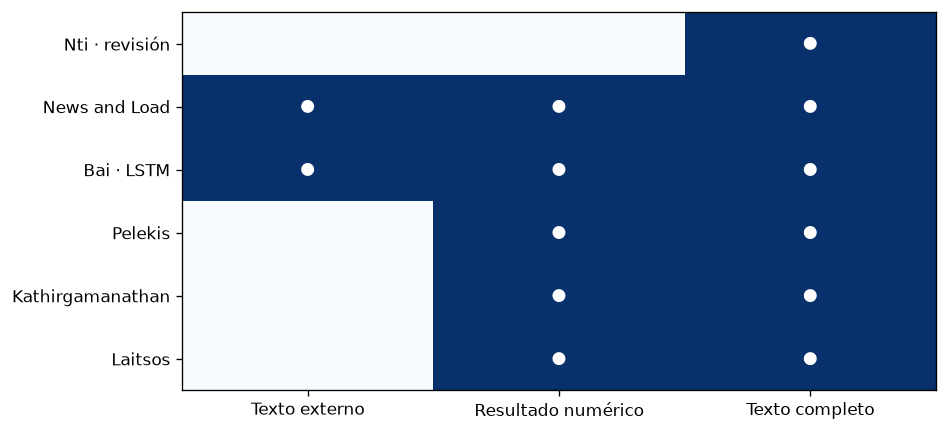 Nti · revisión
News and Load
Bai · LSTM
Pelekis
Kathirgamanathan
Laitsos
Texto externo
Resultado numérico
Texto completo